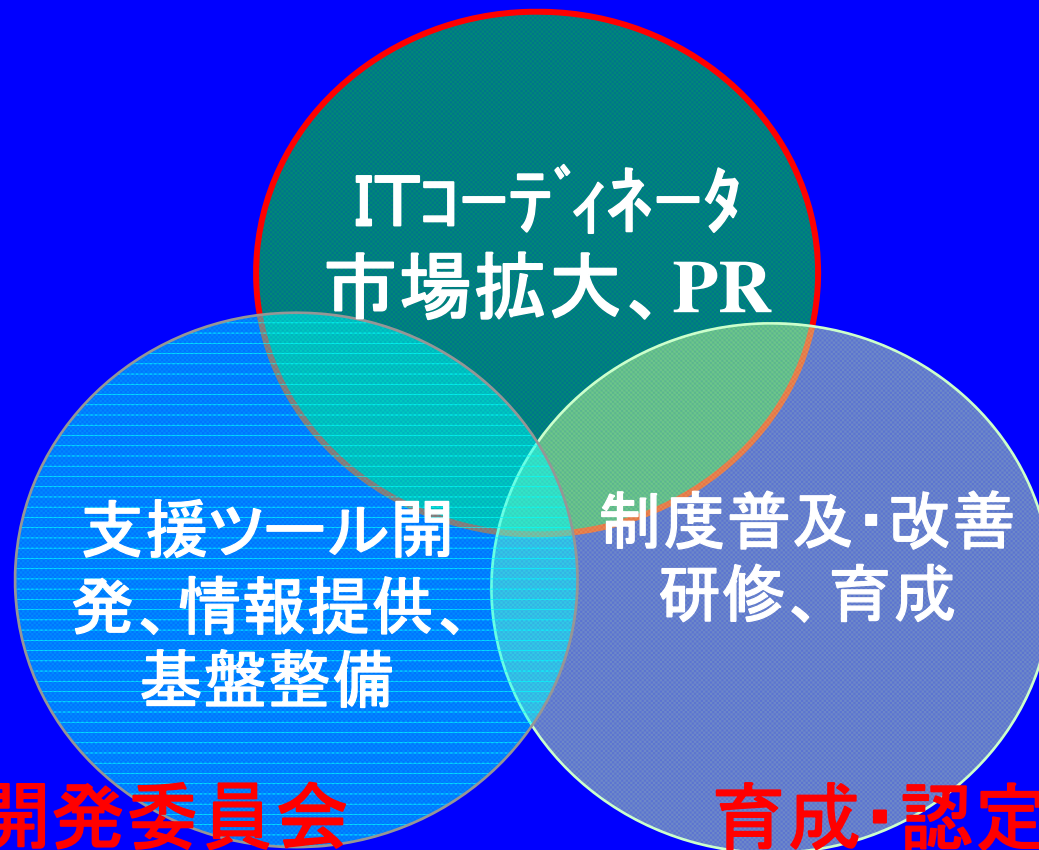 ITコーディネータ
市場拡大、PR
支援ツール開
発、情報提供、
基盤整備
制度普及・改善
研修、育成
開発委員会
育成・認定